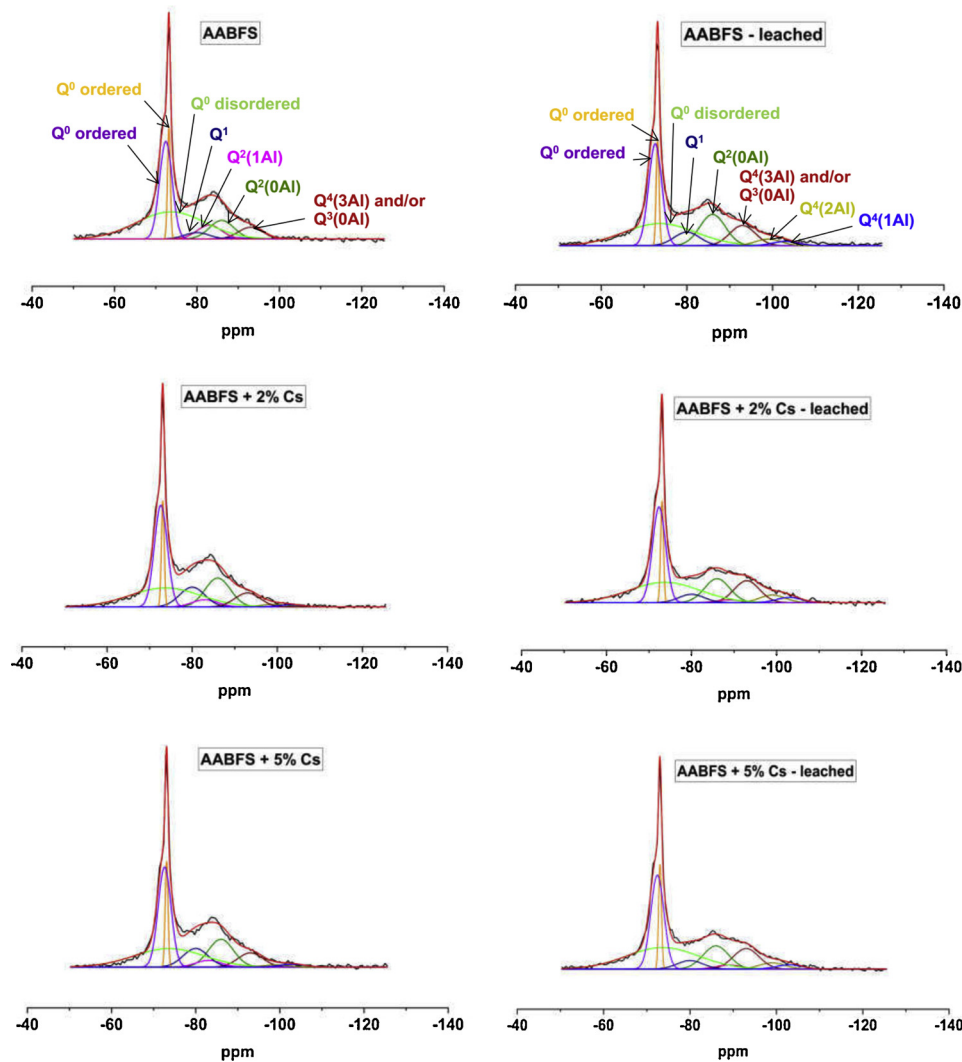 AABFS
Q⁰ ordered
Q⁰ disordered
Q⁰ ordered
Q¹
Q²(1Al)
Q²(0Al)
Q⁴(3Al) and/or
Q³(0Al)
-40 -60 -80 -100 -120 -140
ppm
AABFS - leached
Q⁰ ordered
Q⁰ disordered
Q⁰ ordered
Q¹
Q²(0Al)
Q⁴(3Al) and/or
Q³(0Al)
Q⁴(2Al)
Q⁴(1Al)
-40 -60 -80 -100 -120 -140
ppm
AABFS + 2% Cs
-40 -60 -80 -100 -120 -140
ppm
AABFS + 2% Cs - leached
-40 -60 -80 -100 -120 -140
ppm
AABFS + 5% Cs
-40 -60 -80 -100 -120 -140
ppm
AABFS + 5% Cs - leached
-40 -60 -80 -100 -120 -140
ppm